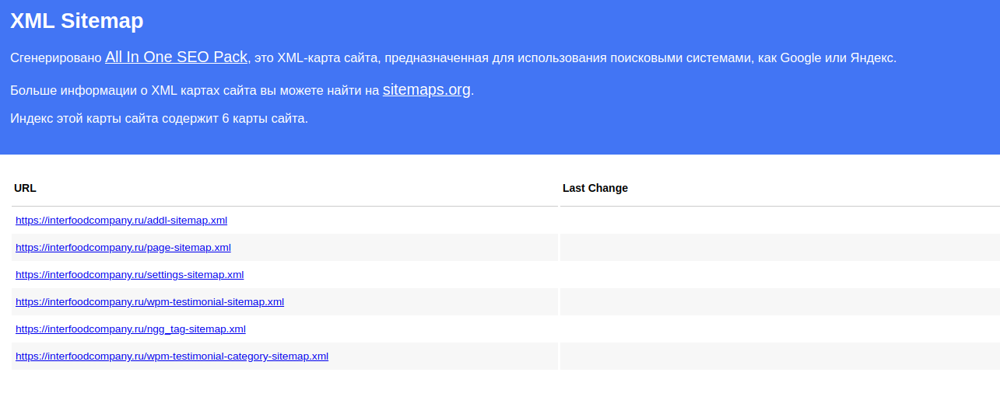 XML Sitemap
Сгенерировано All In One SEO Pack, это XML-карта сайта, предназначенная для использования поисковыми системами, как Google или Яндекс.
Больше информации о XML картах сайта вы можете найти на sitemaps.org.
Индекс этой карты сайта содержит 6 карты сайта.
URL Last Change
https://interfoodcompany.ru/addl-sitemap.xml
https://interfoodcompany.ru/page-sitemap.xml
https://interfoodcompany.ru/settings-sitemap.xml
https://interfoodcompany.ru/wpm-testimonial-sitemap.xml
https://interfoodcompany.ru/ngg_tag-sitemap.xml
https://interfoodcompany.ru/wpm-testimonial-category-sitemap.xml